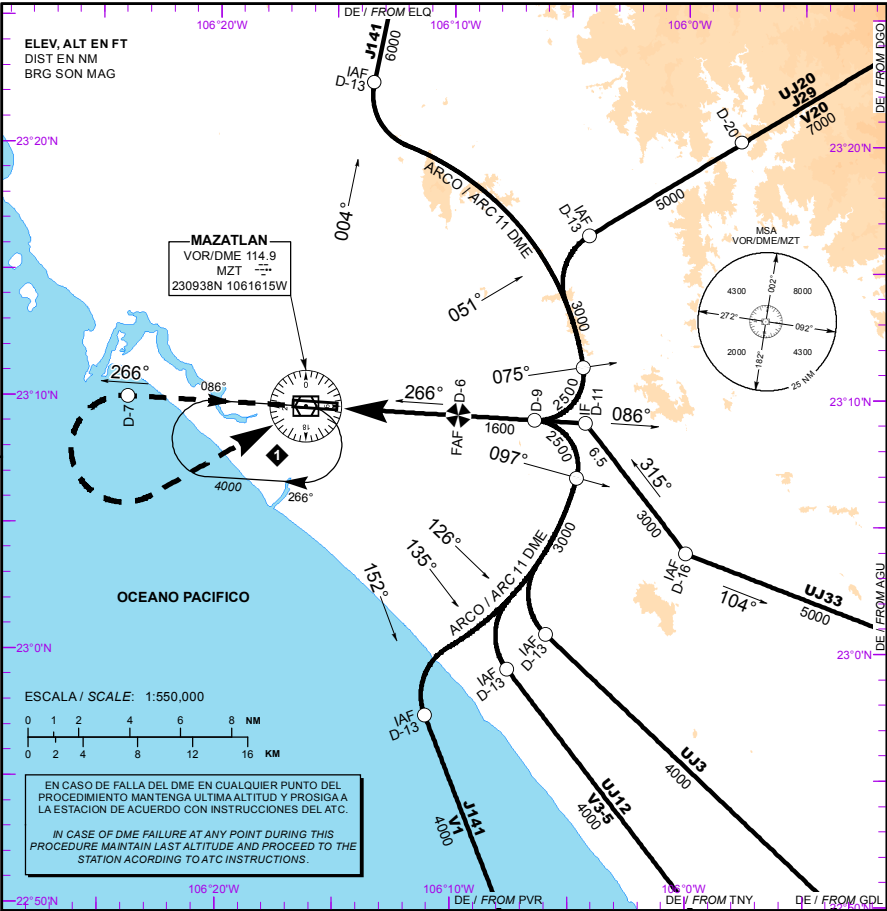 DE / FROM ELQ
106°20'W
106°10'W
106°0'W
ELEV, ALT EN FT
DIST EN NM
BRG SON MAG
J141
6000
IAF
D-13
DE / FROM DGO
UJ20
J29
V20
7000
D-20
23°20'N
23°20'N
ARCO / ARC 11 DME
5000
IAF
D-13
004°
MSA
VOR/DME/MZT
002°
4300
8000
272°
092°
2000
4300
182°
25 NM
MAZATLAN
VOR/DME 114.9
MZT
230938N 1061615W
051°
3000
075°
266°
086°
0
18
D-7
23°10'N
23°10'N
266°
D-6
FAF
1600
D-9
2500
IF
D-11
086°
2500
6.5
315°
097°
1
4000
266°
3000
3000
IAF
D-16
104°
UJ33
5000
DE / FROM AGU
126°
135°
152°
ARCO / ARC 11 DME
OCEANO PACIFICO
23°0'N
23°0'N
IAF
D-13
IAF
D-13
IAF
D-13
ESCALA / SCALE: 1:550,000
0 1 2 4 6 8 NM
0 2 4 8 12 16 KM
UJ3
4000
UJ12
V3-5
4000
J141
V1
4000
EN CASO DE FALLA DEL DME EN CUALQUIER PUNTO DEL
PROCEDIMIENTO MANTENGA ULTIMA ALTITUD Y PROSIGA A
LA ESTACION DE ACUERDO CON INSTRUCCIONES DEL ATC.
IN CASE OF DME FAILURE AT ANY POINT DURING THIS
PROCEDURE MAINTAIN LAST ALTITUDE AND PROCEED TO THE
STATION ACORDING TO ATC INSTRUCTIONS.
106°20'W
106°10'W
106°0'W
22°50'N
DE / FROM PVR
DE / FROM TNY
DE / FROM GDL